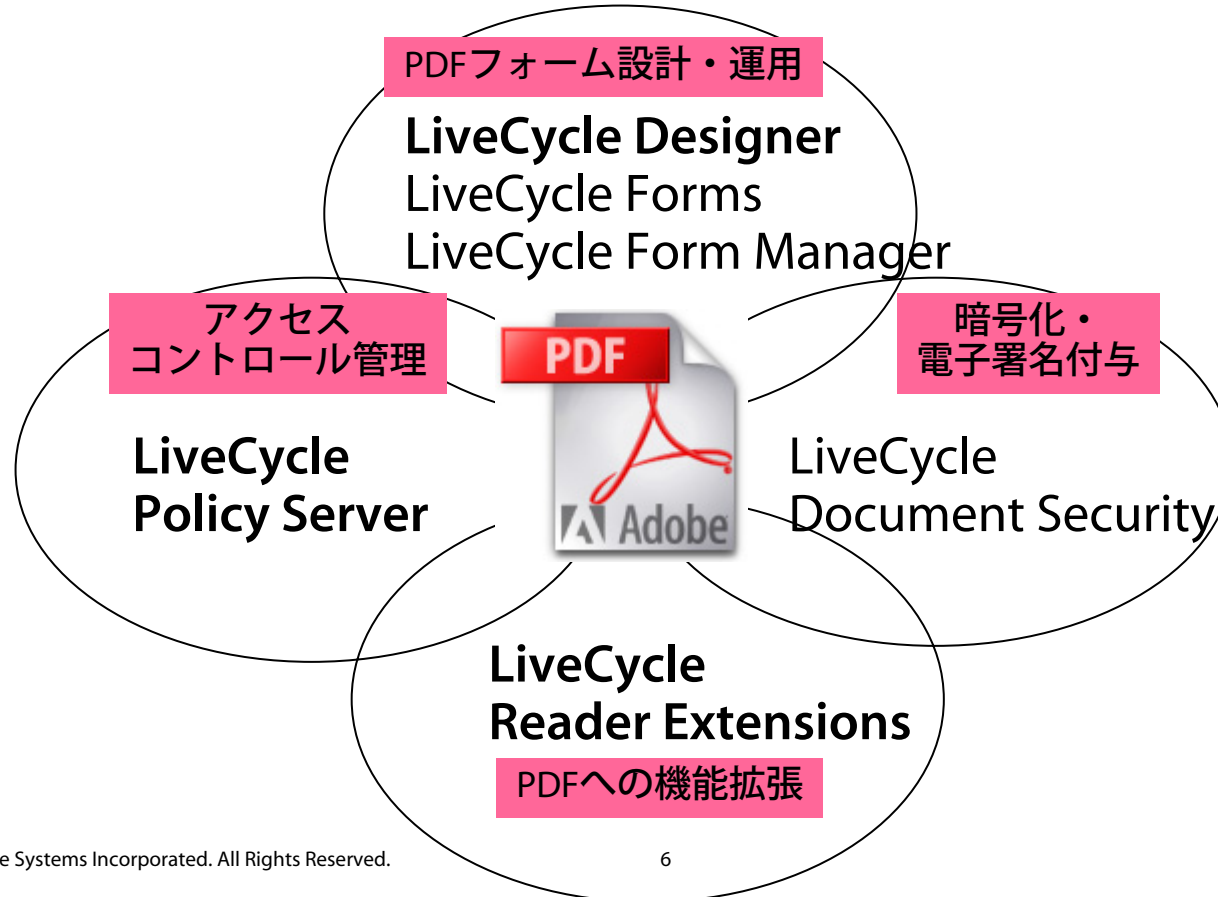 PDFフォーム設計・運用
LiveCycle Designer
LiveCycle Forms
LiveCycle Form Manager
アクセス
コントロール管理
LiveCycle
Policy Server
PDF
Adobe
暗号化・
電子署名付与
LiveCycle
Document Security
LiveCycle
Reader Extensions
PDFへの機能拡張
e Systems Incorporated. All Rights Reserved.
6